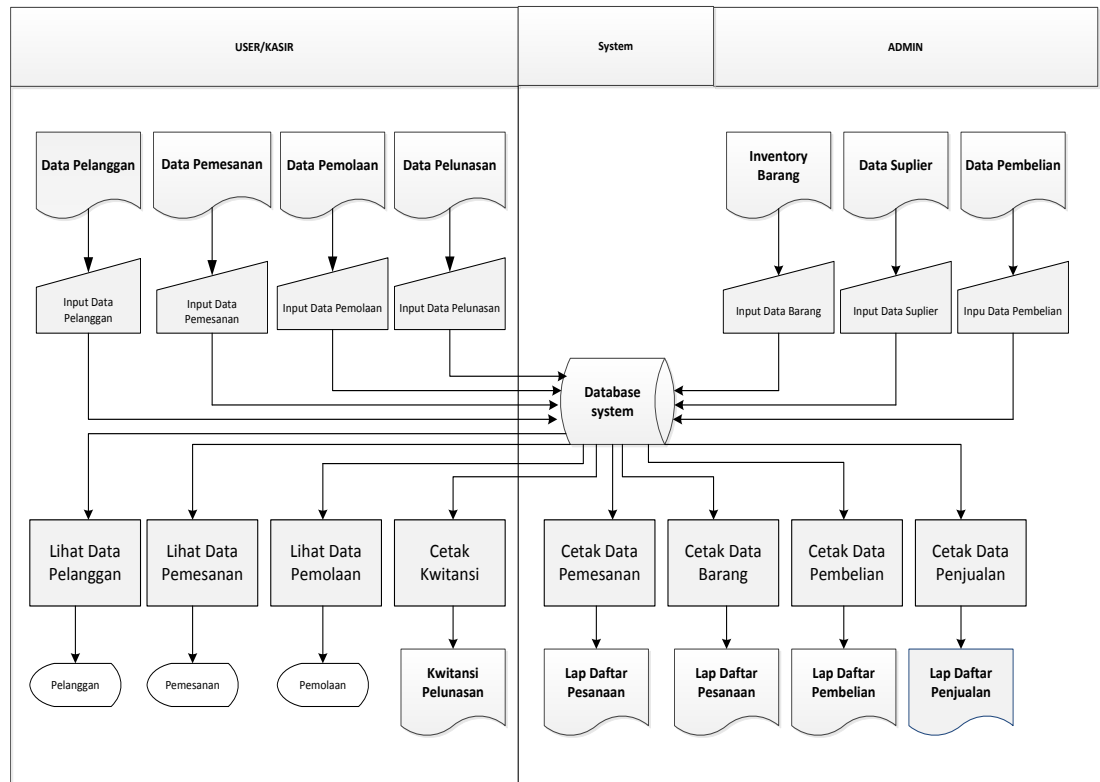 USER/KASIR
System
ADMIN
Data Pelanggan
Data Pemesanan
Data Pemolaan
Data Pelunasan
Inventory
Barang
Data Suplier
Data Pembelian
Input Data
Pelanggan
Input Data
Pemesanan
Input Data Pemolaan
Input Data Pelunasan
Input Data Barang
Input Data Suplier
Inpu Data Pembelian
Database
system
Lihat Data
Pelanggan
Lihat Data
Pemesanan
Lihat Data
Pemolaan
Cetak
Kwitansi
Cetak Data
Pemesanan
Cetak Data
Barang
Cetak Data
Pembelian
Cetak Data
Penjualan
Pelanggan
Pemesanan
Pemolaan
Kwitansi
Pelunasan
Lap Daftar
Pesanaan
Lap Daftar
Pesanaan
Lap Daftar
Pembelian
Lap Daftar
Penjualan